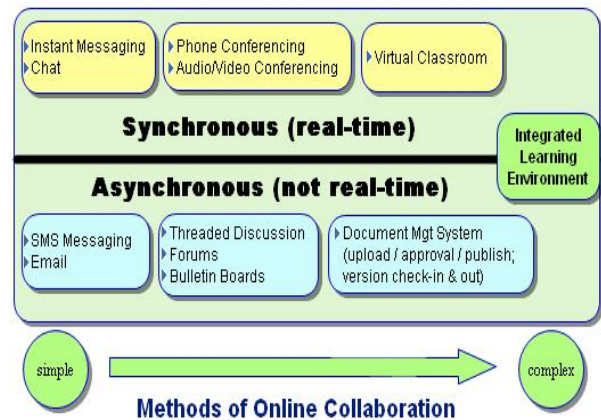 Instant Messaging
Chat
Phone Conferencing
Audio/Video Conferencing
Virtual Classroom
Synchronous (real-time)
Integrated
Learning
Environment
Asynchronous (not real-time)
SMS Messaging
Email
Threaded Discussion
Forums
Bulletin Boards
Document Mgt System
(upload / approval / publish;
version check-in & out)
simple
complex
Methods of Online Collaboration